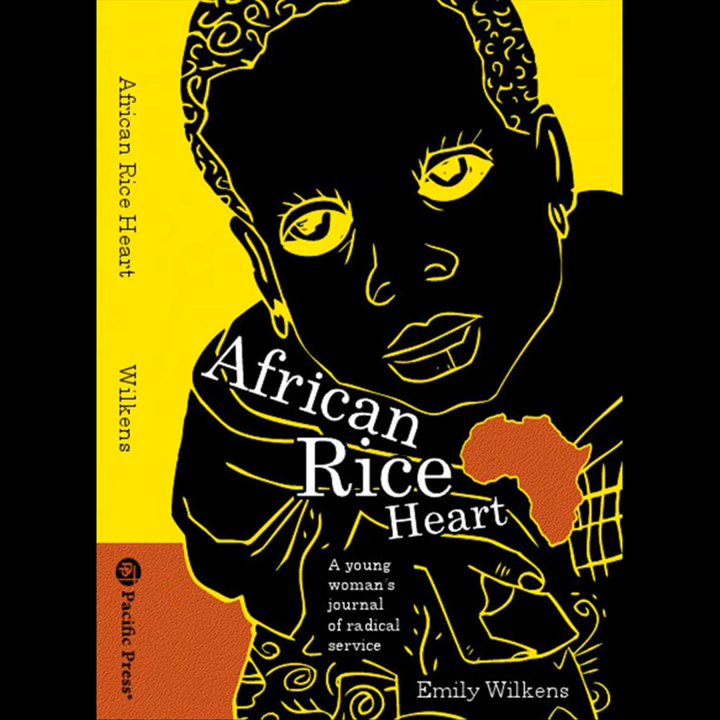 African Rice Heart
Wilkens
Pacific Press®
African
Rice
Heart
A young
woman's
journal
of radical
service
Emily Wilkens